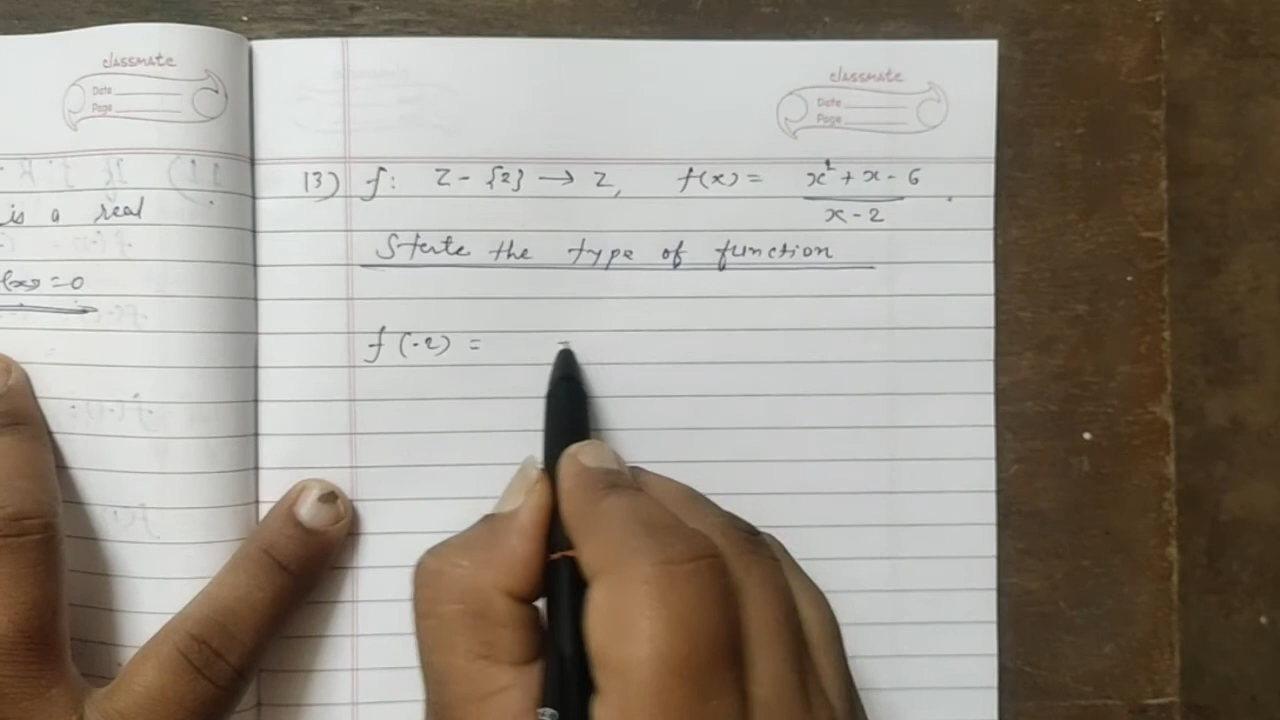 classmate
Date
Page
is a real
f(x)=0
classmate
Date
Page
13) f: Z - {2} → Z, f(x) = x² + x - 6 / x - 2
State the type of function
f(-2) = =